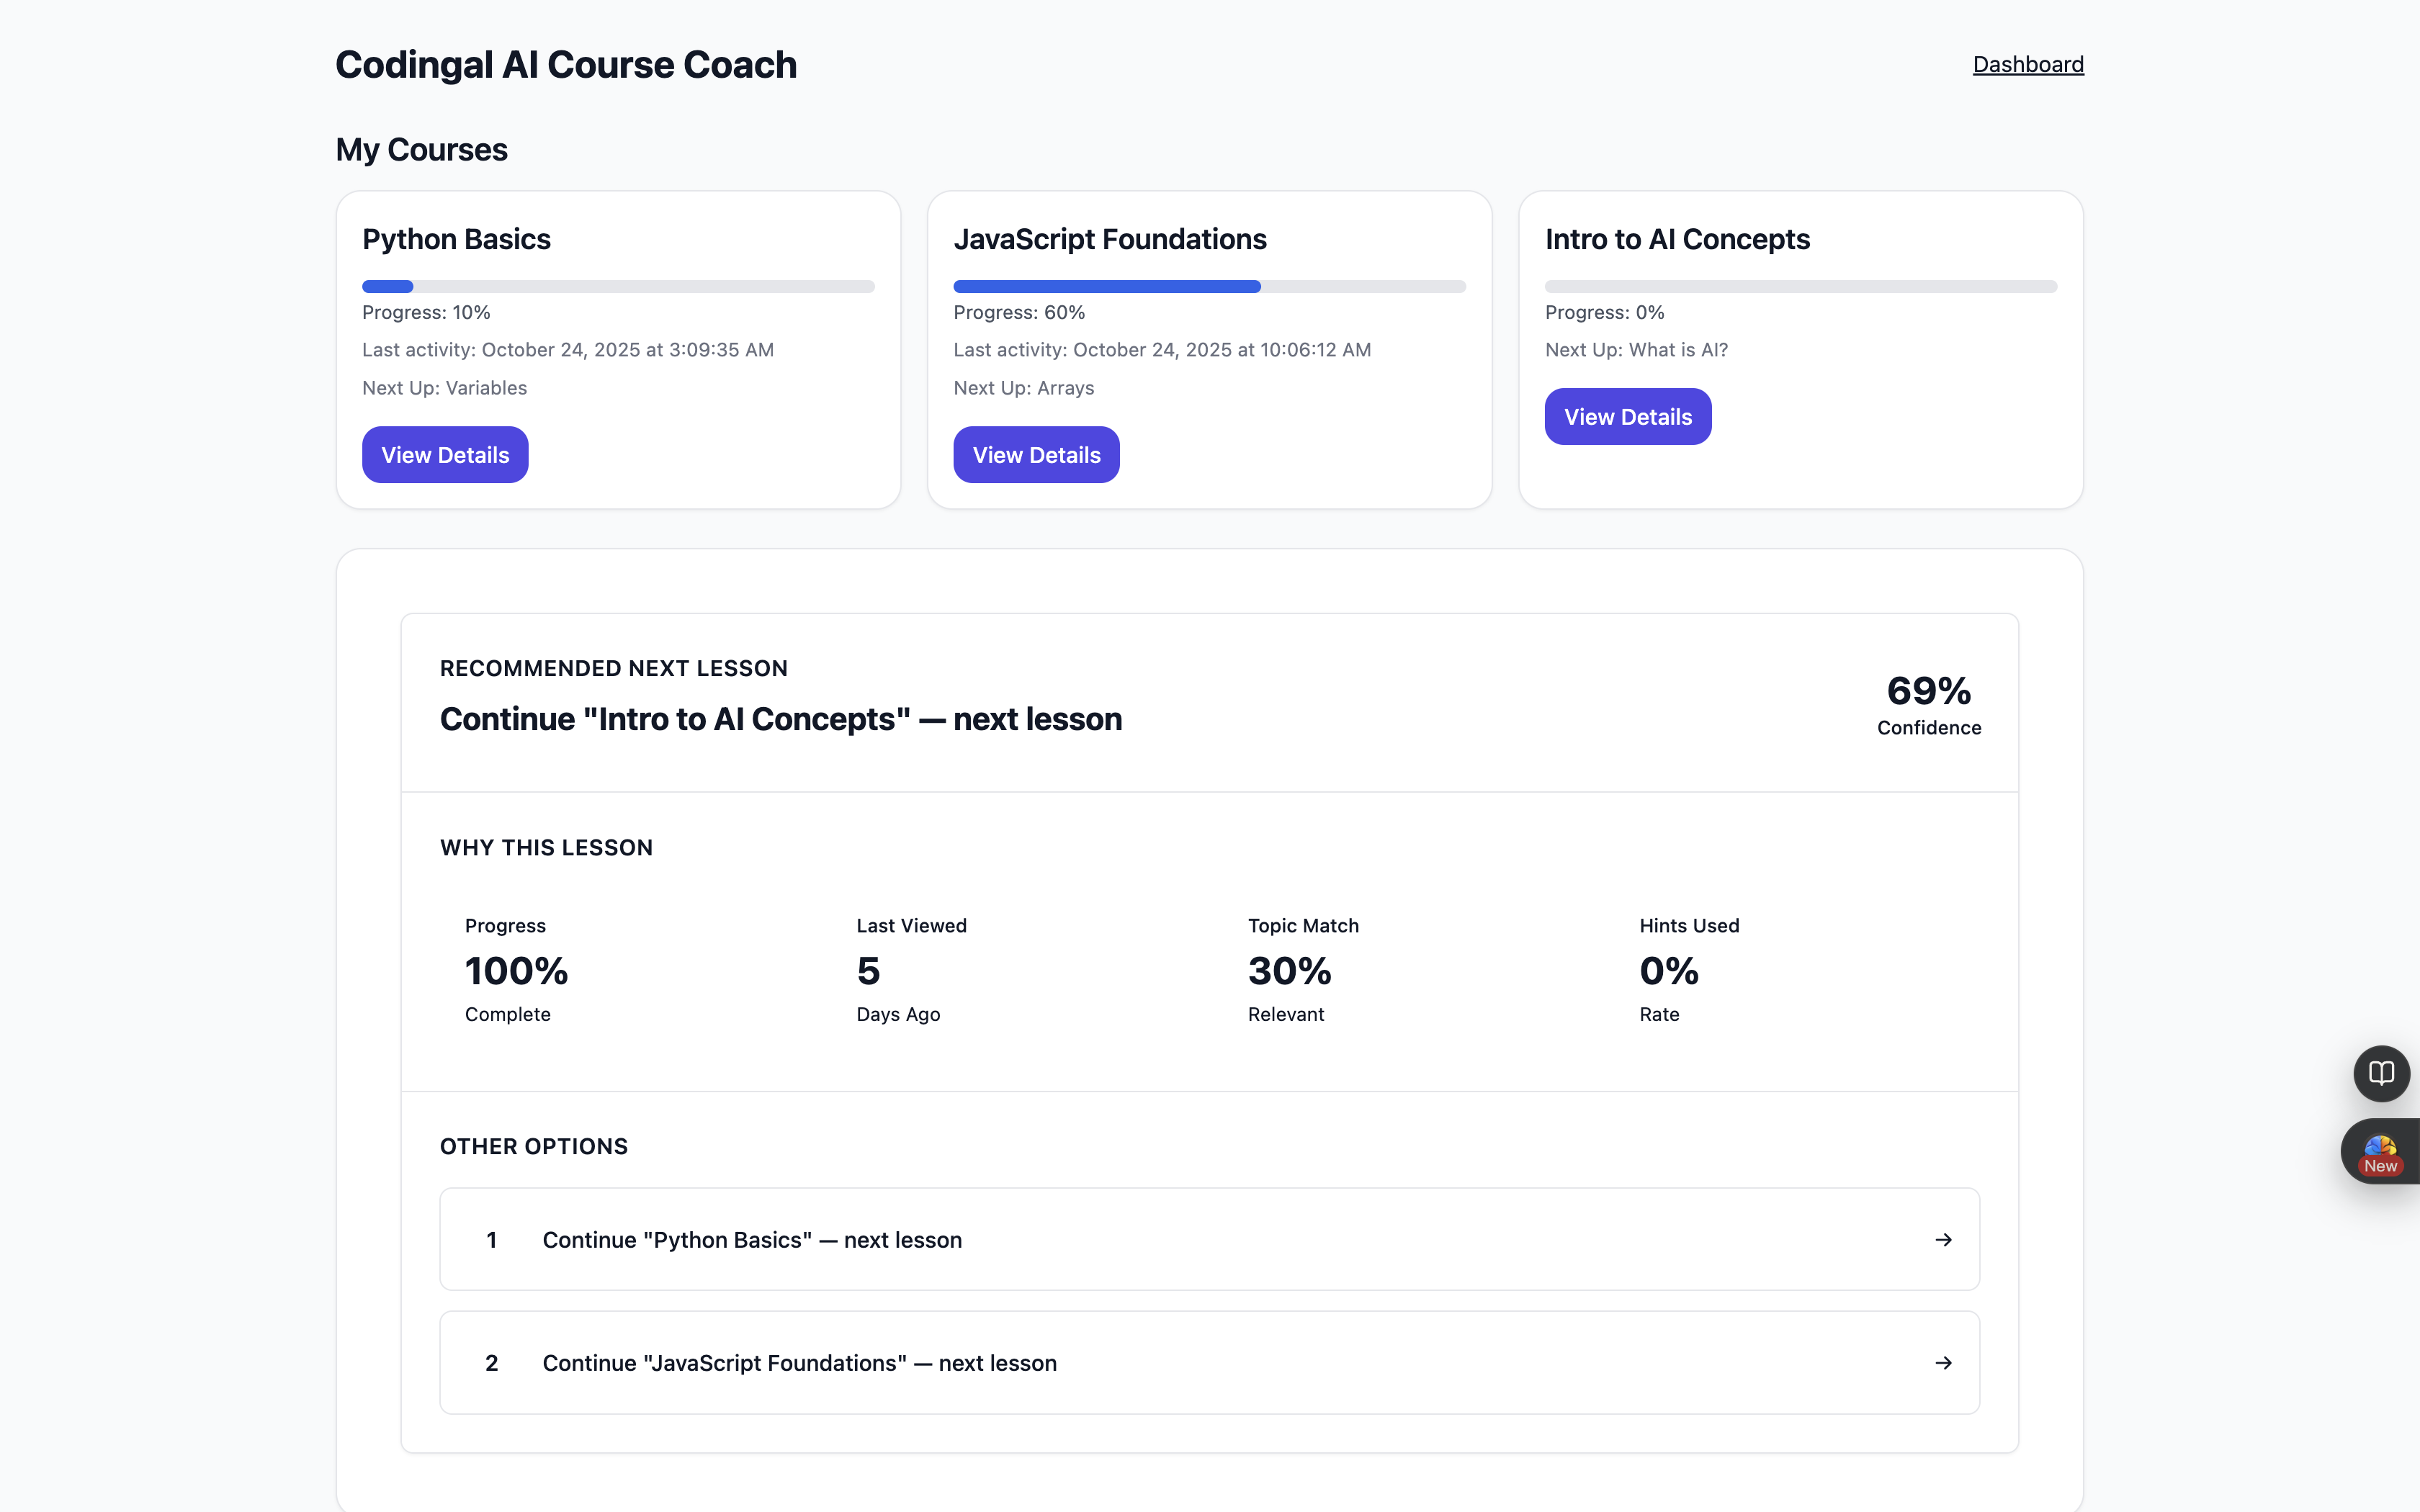 Codingal AI Course Coach
Dashboard
My Courses
Python Basics
Progress: 10%
Last activity: October 24, 2025 at 3:09:35 AM
Next Up: Variables
View Details
JavaScript Foundations
Progress: 60%
Last activity: October 24, 2025 at 10:06:12 AM
Next Up: Arrays
View Details
Intro to AI Concepts
Progress: 0%
Next Up: What is AI?
View Details
RECOMMENDED NEXT LESSON
Continue "Intro to AI Concepts" — next lesson
69%
Confidence
WHY THIS LESSON
Progress
100%
Complete
Last Viewed
5
Days Ago
Topic Match
30%
Relevant
Hints Used
0%
Rate
OTHER OPTIONS
1 Continue "Python Basics" — next lesson →
2 Continue "JavaScript Foundations" — next lesson →
New